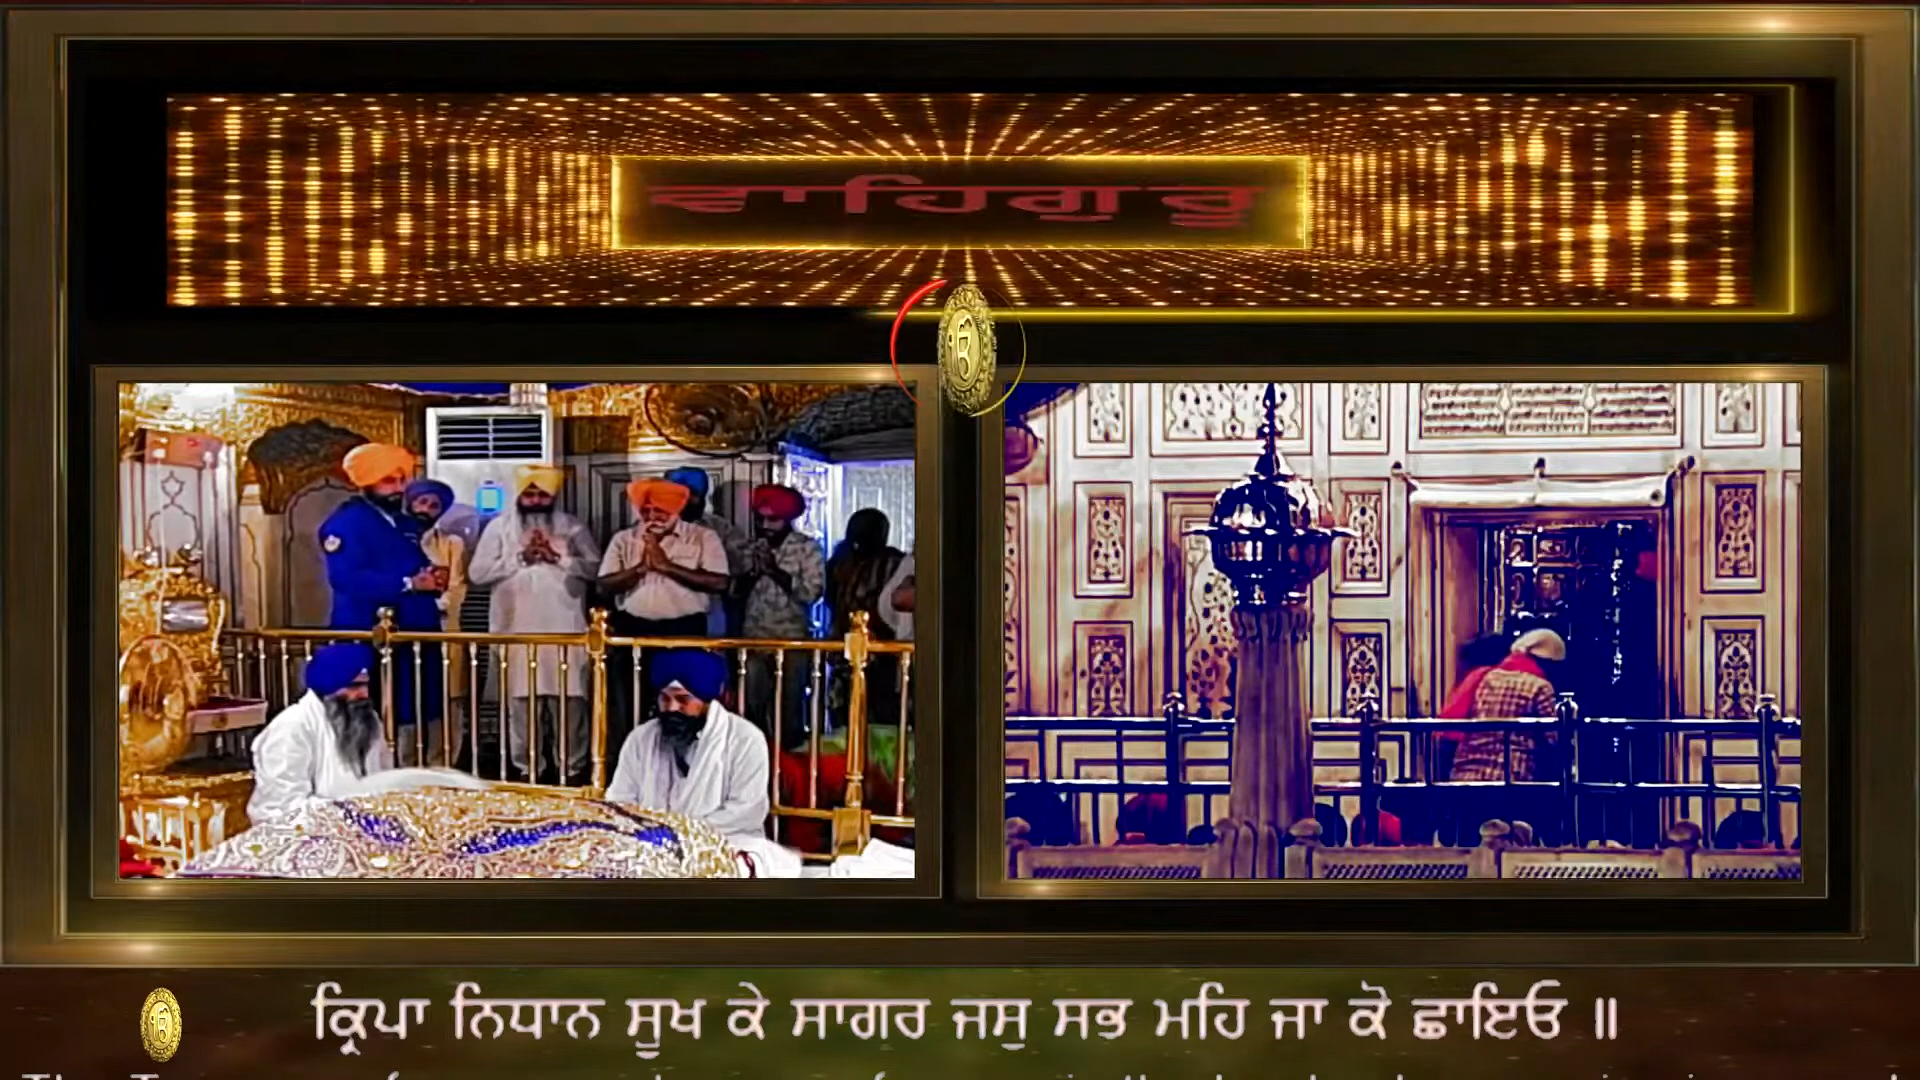 ਵਾਹਿਗੁਰੂ
ੴ
ਕ੍ਰਿਪਾ ਨਿਧਾਨ ਸੁਖ ਕੇ ਸਾਗਰ ਜਸੁ ਸਭ ਮਹਿ ਜਾ ਕੋ ਛਾਇਓ ॥
ੴ